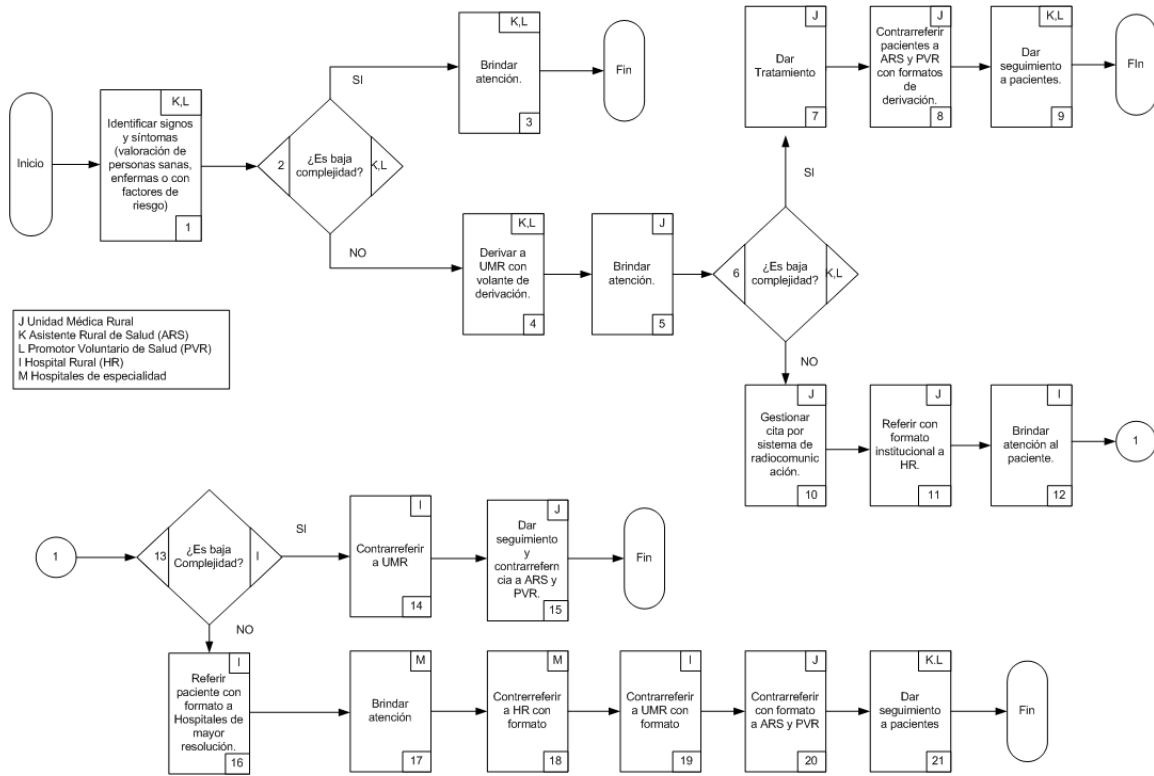 Inicio
K,L
Identificar signos
y síntomas
(valoración de
personas sanas,
enfermas o con
factores de
riesgo)
1
2
¿Es baja
complejidad?
K,L
SI
K,L
Brindar
atención.
3
Fin
NO
K,L
Derivar a
UMR con
volante de
derivación.
4
J
Brindar
atención.
5
6
¿Es baja
complejidad?
K,L
SI
J
Dar
Tratamiento
7
J
Contrarreferir
pacientes a
ARS y PVR
con formatos
de
derivación.
8
K,L
Dar
seguimiento a
pacientes.
9
FIn
NO
J
Gestionar
cita por
sistema de
radiocomunic
ación.
10
J
Referir con
formato
institucional a
HR.
11
I
Brindar
atención al
paciente.
12
1
J Unidad Médica Rural
K Asistente Rural de Salud (ARS)
L Promotor Voluntario de Salud (PVR)
I Hospital Rural (HR)
M Hospitales de especialidad
1
13
¿Es baja
Complejidad?
I
SI
I
Contrarreferir
a UMR
14
J
Dar
seguimiento
y
contrarrefern
cia a ARS y
PVR.
15
Fin
NO
I
Referir
paciente con
formato a
Hospitales de
mayor
resolución.
16
M
Brindar
atención
17
M
Contrerreferir
a HR con
formato
18
I
Contrarreferir
a UMR con
formato
19
J
Contrarreferir
con formato
a ARS y PVR
20
K.L
Dar
seguimiento
a pacientes
21
Fin